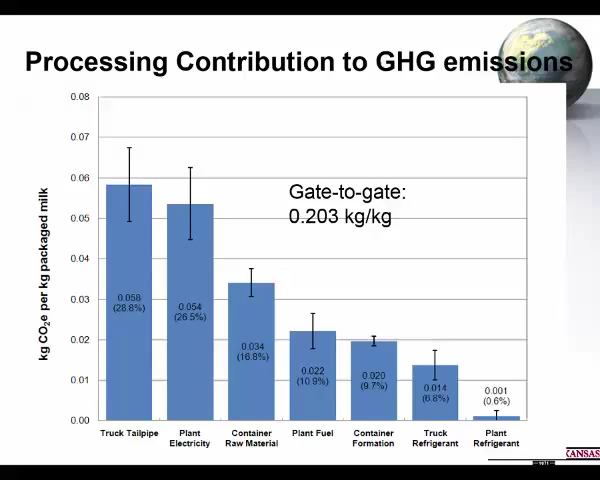 Processing Contribution to GHG emissions
0.08
0.07
0.06
0.05
0.04
0.03
0.02
0.01
0.00
kg CO2e per kg packaged milk
Gate-to-gate:
0.203 kg/kg
0.058
(28.8%)
0.054
(26.5%)
0.034
(16.8%)
0.022
(10.9%)
0.020
(9.7%)
0.014
(6.8%)
0.001
(0.6%)
Truck Tailpipe
Plant
Electricity
Container
Raw Material
Plant Fuel
Container
Formation
Truck
Refrigerant
Plant
Refrigerant
KANSAS